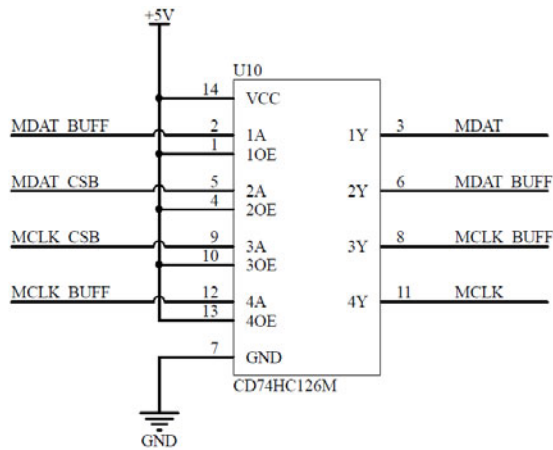 +5V
U10
14 VCC
MDAT_BUFF 2 1A 1Y 3 MDAT
1 1OE
MDAT_CSB 5 2A 2Y 6 MDAT_BUFF
4 2OE
MCLK_CSB 9 3A 3Y 8 MCLK_BUFF
10 3OE
MCLK_BUFF 12 4A 4Y 11 MCLK
13 4OE
7 GND
CD74HC126M
GND